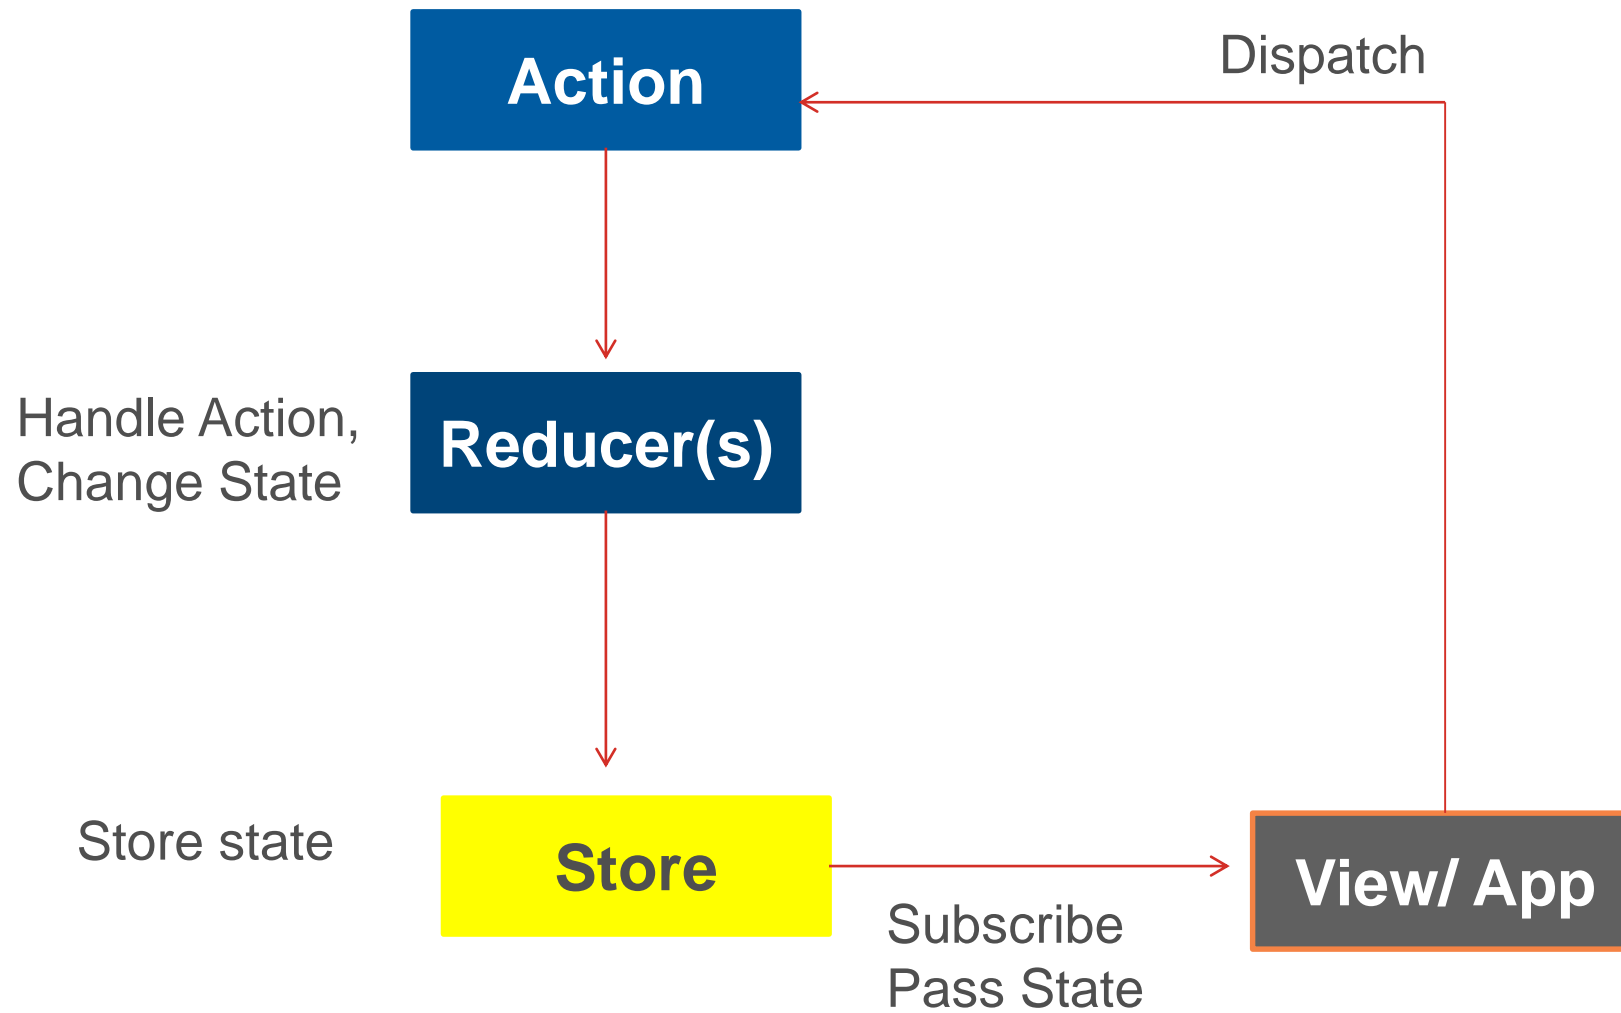 Action
Dispatch
Handle Action,
Change State
Reducer(s)
Store state
Store
Subscribe
Pass State
View/ App